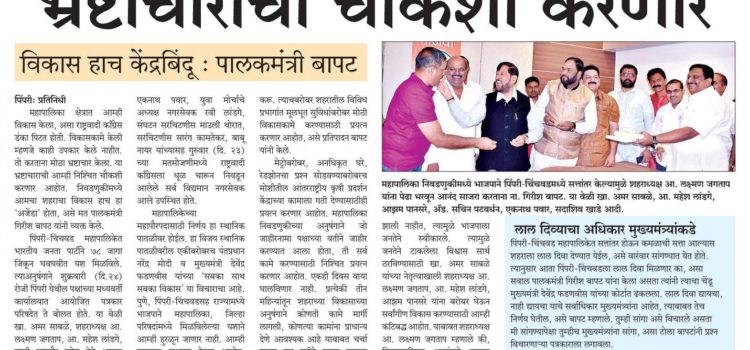 भ्रष्टाचाराची चौकशी करणार
विकास हाच केंद्रबिंदू : पालकमंत्री बापट
पिंपरी: प्रतिनिधी
महापालिका क्षेत्रात आम्ही
विकास केला, असा राष्ट्रवादी काँग्रेस
डंका पिटत होती. विकासकामे केली
म्हणजे काही उपकार केले नाहीत.
तो करताना मोठा भ्रष्टाचार केला. या
भ्रष्टाचाराची आम्ही निश्चित चौकशी
करणार आहोत. निवडणुकीमध्ये
आमचा शहराचा विकास हाच हा
'अजेंडा' होता, असे मत पालकमंत्री
गिरीश बापट यांनी व्यक्त केले.
पिंपरी-चिंचवड महापालिकेत
भारतीय जनता पार्टीने ७८ जागा
जिंकून घवघवीत यश मिळविले.
त्याअनुषंगाने शुक्रवारी (दि.२४)
रोजी पिंपरी येथील पक्षाच्या मध्यवर्ती
कार्यालयात आयोजित पत्रकार
परिषदेत ते बोलत होते. या वेळी
खा. अमर साबळे, शहराध्यक्ष आ.
लक्ष्मण जगताप, आ. महेश लांडगे,
एकनाथ पवार, युवा मोर्चाचे
अध्यक्ष नगरसेवक रवी लांडगे,
संघटन सरचिटणीस माउली थोरात,
सरचिटणीस सारंग कामतेकर, बाबू
नायर यांच्यासह गुरुवार (दि. २३)
च्या मतमोजणीमध्ये राष्ट्रवादी
काँग्रेसला धूळ चारून निवडून
आलेले सर्व विद्यमान नगरसेवक
आले उपस्थित होते.
महापालिकेच्या
महापौरपदासाठी निर्णय हा स्थानिक
पातळीवर होईल. हा विजय स्थानिक
पातळीवरील एकीबरोबर पंतप्रधान
नरेंद्र मोदी व मुख्यमंत्री देवेंद्र
फडणवीस यांच्या 'सबका साथ
सबका विकास' या विचाराचा आहे.
पुणे, पिंपरी-चिंचवडसह राज्यामध्ये
भाजपाला महापालिका, जिल्हा
परिषदांमध्ये मिळविलेल्या यशाने
आम्ही हुरळून जाणार नाही. आम्ही
करू. त्याचबरोबर शहरातील विविध
प्रभागांत मूलभूत सुविधांबरोबर मोठी
विकासकामे करण्यासाठी प्रयत्न
करणार आहोत, असे प्रतिपादन बापट
यांनी केले.
मेट्रोबरोबर, अनधिकृत घरे,
रेडझोनचा प्रश्न सोडविण्याबरोबरच
मोशीतील आंतरराष्ट्रीय कृषी प्रदर्शन
केंद्राच्या कामाला गती देण्यासाठीही
प्रयत्न करणार आहोत. महापालिका
निवडणुकीच्या अनुषंगाने जो
जाहीरनामा पक्षाच्या वतीने जाहीर
करण्यात आला होता, ती सर्व
कामे पूर्ण करण्यासाठी आम्ही प्रयत्न
करणार आहोत. एकही दिवस वाया
घालविणार नाही. प्रत्येकी तीन
महिन्यांतून शहराच्या विकासाच्या
अनुषंगाने कोणती कामे मार्गी
लागली, कोणत्या कामांना प्राधान्य
देणे आवश्यक आहे याबाबत चर्चा
महापालिका निवडणुकीमध्ये भाजपाने पिंपरी-चिंचवडमध्ये सत्तांतर केल्यामुळे शहराध्यक्ष आ. लक्ष्मण जगताप
यांना पेढा भरवून आनंद साजरा करताना ना. गिरीश बापट. या वेळी खा. अमर साबळे, आ. महेश लांडगे,
आझम पानसरे, अ‍ॅड. सचिन पटवर्धन, एकनाथ पवार, सदाशिव खाडे आदी.
झाली नाहीत, त्यामुळे भाजपाला
जनतेने स्वीकारले. त्यामुळे
जनतेने टाकलेला विश्वास सार्थ
ठरविण्याबरोबरच खा. अमर साबळे
यांच्या नेतृत्वाखाली शहराध्यक्ष आ.
लक्ष्मण जगताप, आ. महेश लांडगे,
आझम पानसरे यांना बरोबर घेऊन
सर्वांगीण विकास करण्यासाठी आम्ही
कटिबद्ध आहोत. याबाबत शहराध्यक्ष
आ. लक्ष्मण जगताप म्हणाले की,
लाल दिव्याचा अधिकार मुख्यमंत्र्यांकडे
पिंपरी-चिंचवड महापालिकेत सत्तांतर होऊन कमळाची सत्ता आल्यास
शहराला लाल दिवा देण्यात येईल, असे वारंवार सांगण्यात येत होते.
त्यानुसार आता पिंपरी-चिंचवडला लाल दिवा मिळणार का, असा
सवाल पालकमंत्री गिरीश बापट यांना केला असता त्यांनी त्याचा चेंडू
मुख्यमंत्री देवेंद्र फडणवीस यांच्या कोर्टात ढकलला. लाल दिवा द्यायचा,
नाही द्यायचा याचे सर्वाधिकार मुख्यमंत्र्यांना आहेत, त्याबाबत तेच
निर्णय घेतील, असे बापट म्हणाले. तुम्ही सांगा असे विचारले असता
मी सांगण्यापेक्षा तुम्हीच मुख्यमंत्र्यांना सांगा, असा टोला बापटांनी प्रश्न
विचारणाऱ्या पत्रकाराला लगावला.